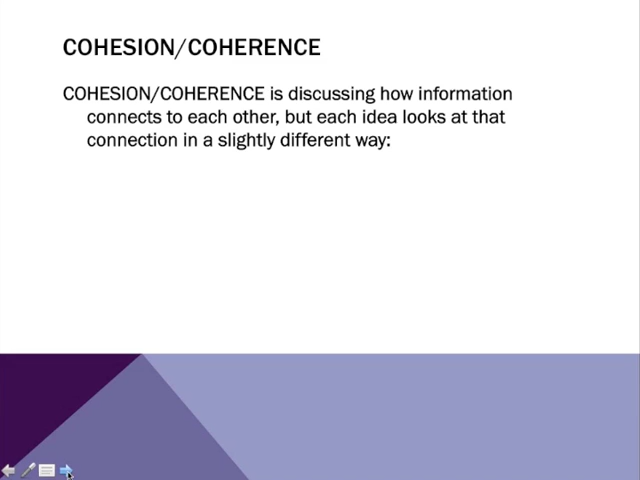 COHESION/COHERENCE
COHESION/COHERENCE is discussing how information
connects to each other, but each idea looks at that
connection in a slightly different way: